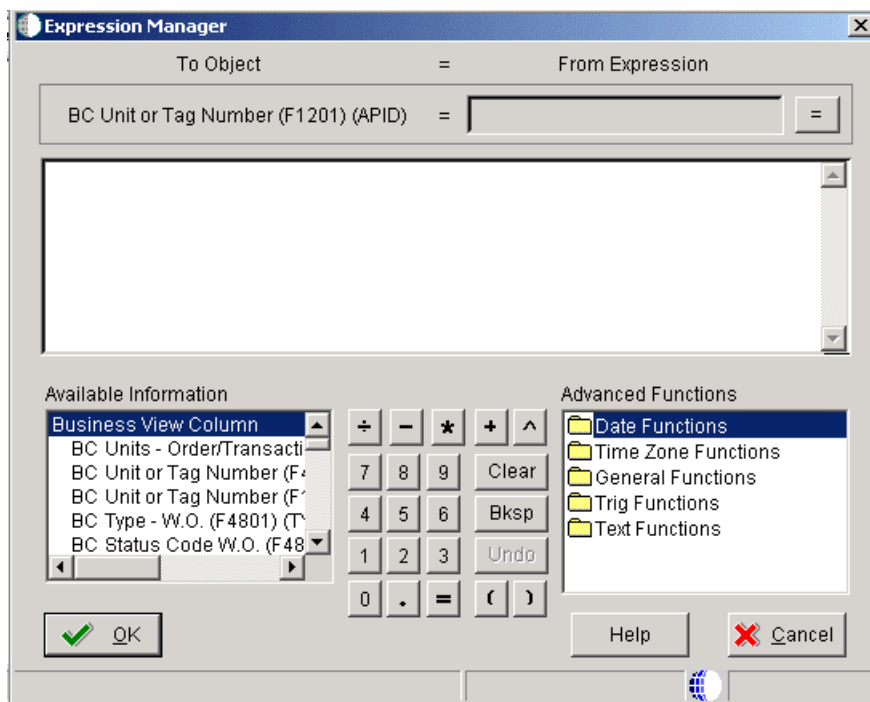 Expression Manager
To Object = From Expression
BC Unit or Tag Number (F1201) (APID) = =
Available Information
Advanced Functions
Business View Column
BC Units - Order/Transacti
BC Unit or Tag Number (F4
BC Unit or Tag Number (F1
BC Type - W.O. (F4801) (TY
BC Status Code W.O. (F48
÷ − * + ^
7 8 9 Clear
4 5 6 Bksp
1 2 3 Undo
0 . = ( )
Date Functions
Time Zone Functions
General Functions
Trig Functions
Text Functions
OK
Help
Cancel